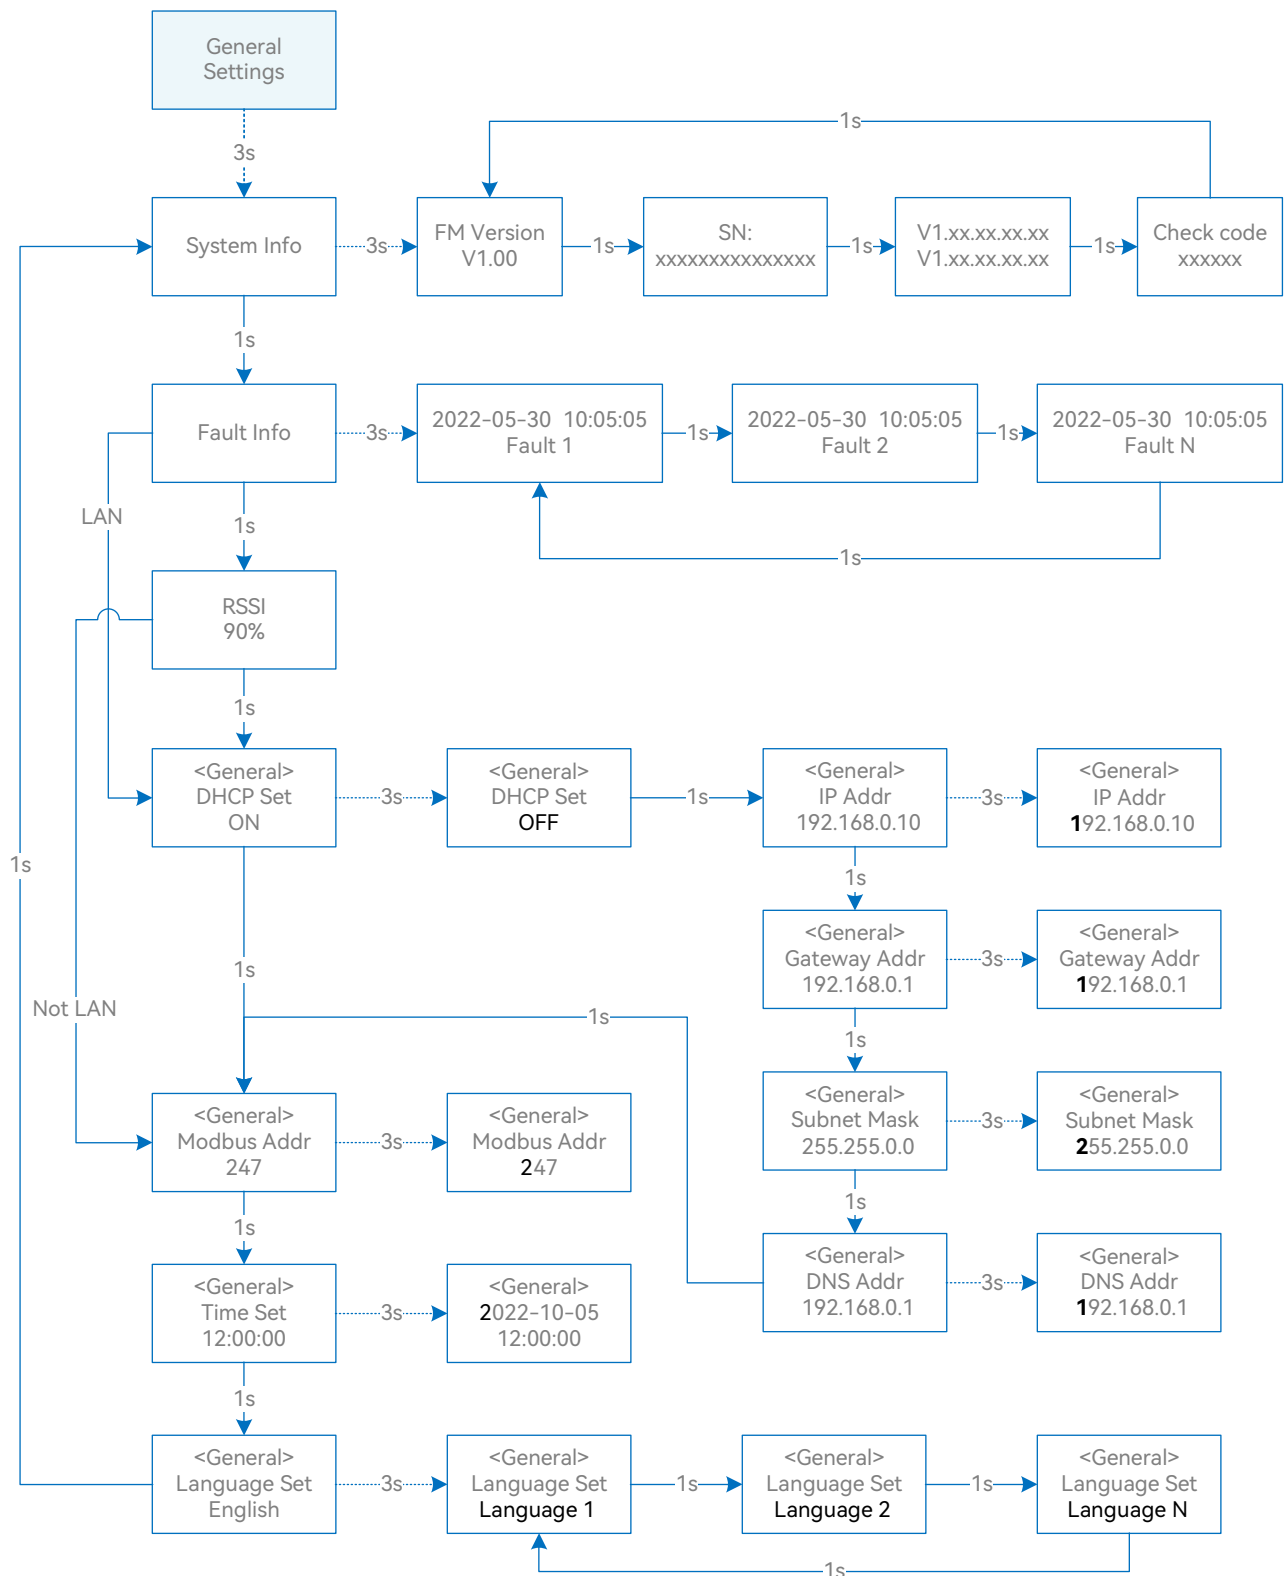 General
Settings
3s
1s
System Info
3s
FM Version
V1.00
1s
SN:
xxxxxxxxxxxxxxx
1s
V1.xx.xx.xx.xx
V1.xx.xx.xx.xx
1s
Check code
xxxxxx
1s
Fault Info
3s
2022-05-30 10:05:05
Fault 1
1s
2022-05-30 10:05:05
Fault 2
1s
2022-05-30 10:05:05
Fault N
LAN
1s
1s
RSSI
90%
1s
<General>
DHCP Set
ON
3s
<General>
DHCP Set
OFF
1s
<General>
IP Addr
192.168.0.10
3s
<General>
IP Addr
192.168.0.10
1s
1s
<General>
Gateway Addr
192.168.0.1
3s
<General>
Gateway Addr
192.168.0.1
1s
Not LAN
1s
1s
<General>
Modbus Addr
247
3s
<General>
Modbus Addr
247
<General>
Subnet Mask
255.255.0.0
3s
<General>
Subnet Mask
255.255.0.0
1s
1s
<General>
Time Set
12:00:00
3s
22022-10-05
12:00:00
<General>
DNS Addr
192.168.0.1
3s
<General>
DNS Addr
192.168.0.1
1s
<General>
Language Set
English
3s
<General>
Language Set
Language 1
1s
<General>
Language Set
Language 2
1s
<General>
Language Set
Language N
1s